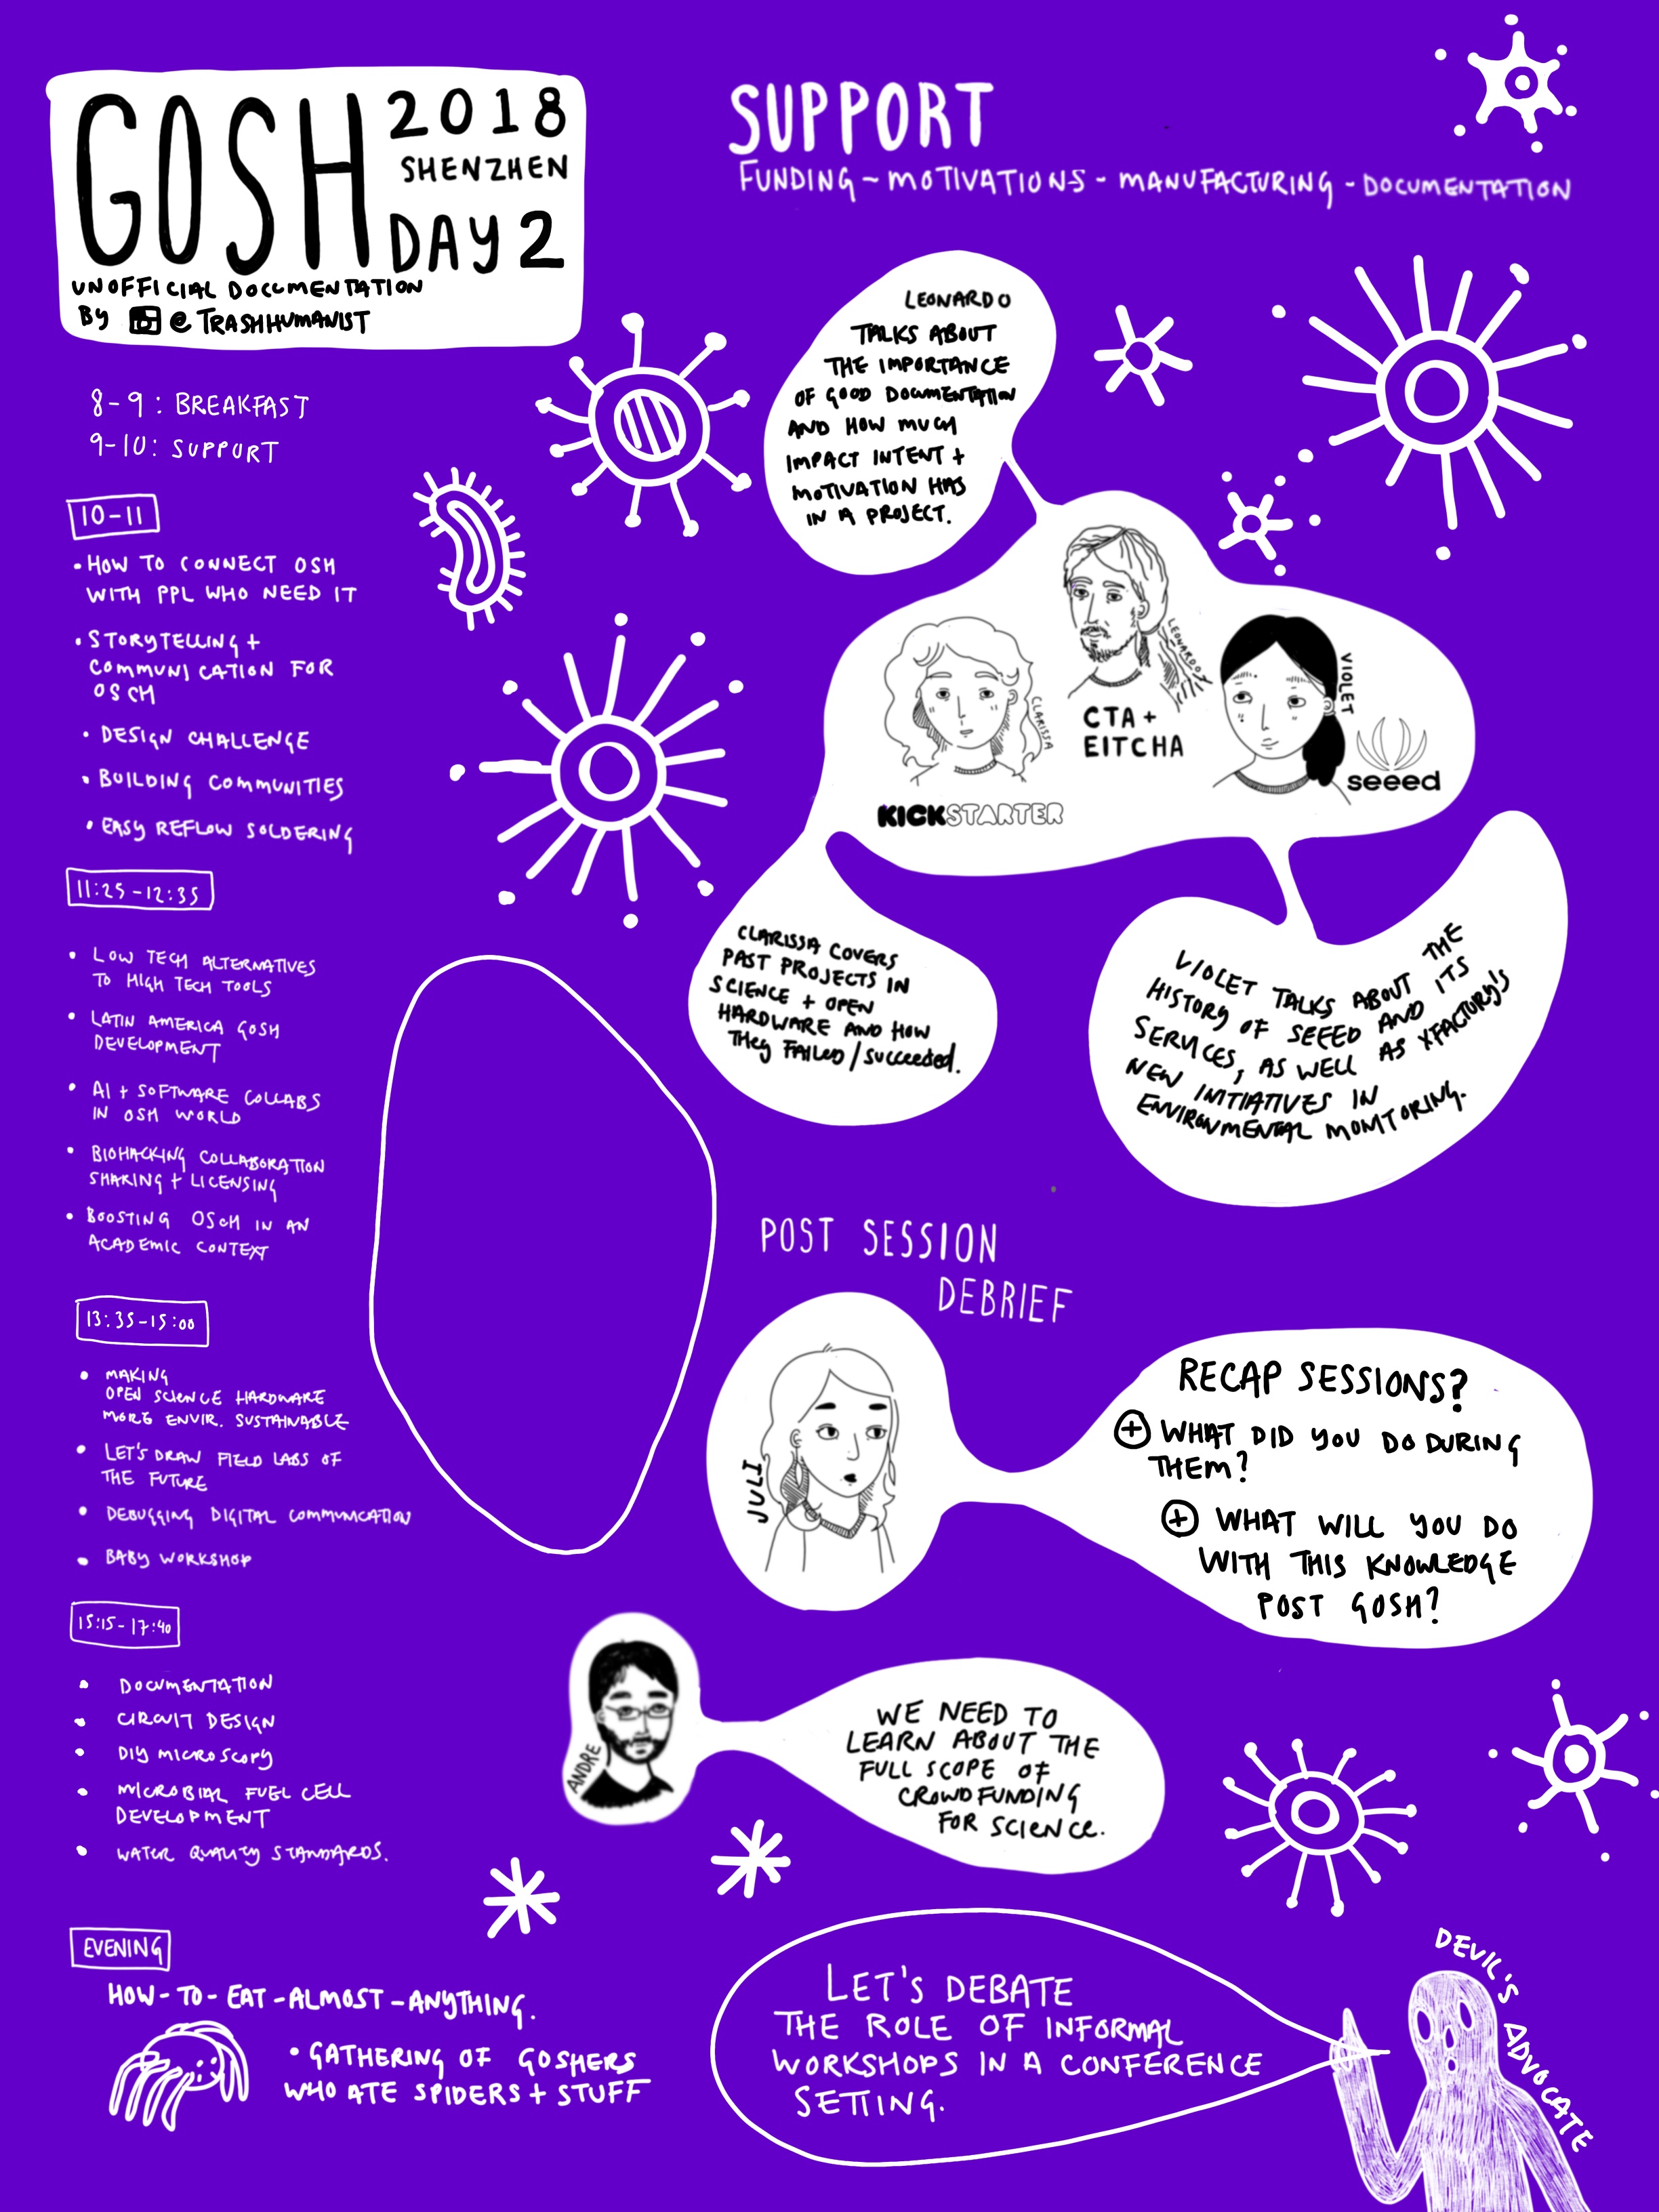 GOSH 2018
SHENZHEN
DAY 2
UNOFFICIAL DOCUMENTATION
BY @TRASHHUMANIST
8-9: BREAKFAST
9-10: SUPPORT
10-11
• HOW TO CONNECT OSH
WITH PPL WHO NEED IT
• STORYTELLING +
COMMUNICATION FOR
OSCH
• DESIGN CHALLENGE
• BUILDING COMMUNITIES
• EASY REFLOW SOLDERING
11:25-12:35
• LOW TECH ALTERNATIVES
TO HIGH TECH TOOLS
• LATIN AMERICA GOSH
DEVELOPMENT
• AI + SOFTWARE COLLABS
IN OSH WORLD
• BIOHACKING COLLABORATION
SHARING + LICENSING
• BOOSTING OSCH IN AN
ACADEMIC CONTEXT
13:35-15:00
• MAKING
OPEN SCIENCE HARDWARE
MORE ENVIR. SUSTAINABLE
• LET'S DRAW FIELD LABS OF
THE FUTURE
• DEBUGGING DIGITAL COMMUNICATION
• BABY WORKSHOP
15:15-17:40
• DOCUMENTATION
• CIRCUIT DESIGN
• DIY MICROSCOPY
• MICROBIAL FUEL CELL
DEVELOPMENT
• WATER QUALITY STANDARDS.
EVENING
HOW-TO-EAT-ALMOST-ANYTHING.
• GATHERING OF GOSHERS
WHO ATE SPIDERS + STUFF
SUPPORT
FUNDING ~ MOTIVATIONS - MANUFACTURING - DOCUMENTATION
LEONARDO
TALKS ABOUT
THE IMPORTANCE
OF GOOD DOCUMENTATION
AND HOW MUCH
IMPACT INTENT +
MOTIVATION HAS
IN A PROJECT.
CLARISSA
KICKSTARTER
LEONARDO
CTA +
EITCHA
VIOLET
seeed
CLARISSA COVERS
PAST PROJECTS IN
SCIENCE + OPEN
HARDWARE AND HOW
THEY FAILED/SUCCEEDED.
VIOLET TALKS ABOUT THE
HISTORY OF SEEED AND ITS
SERVICES, AS WELL AS XFACTORY'S
NEW INITIATIVES IN
ENVIRONMENTAL MONITORING.
POST SESSION
DEBRIEF
JULI
RECAP SESSIONS?
+ WHAT DID YOU DO DURING
THEM?
+ WHAT WILL YOU DO
WITH THIS KNOWLEDGE
POST GOSH?
ANDRE
WE NEED TO
LEARN ABOUT THE
FULL SCOPE OF
CROWDFUNDING
FOR SCIENCE.
LET'S DEBATE
THE ROLE OF INFORMAL
WORKSHOPS IN A CONFERENCE
SETTING.
DEVIL'S ADVOCATE